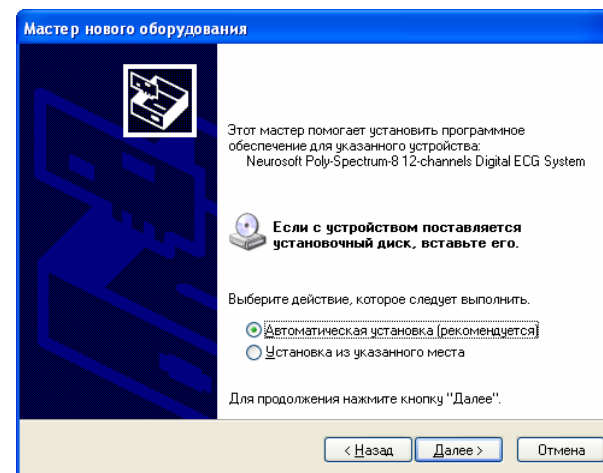 Мастер нового оборудования
Этот мастер помогает установить программное
обеспечение для указанного устройства:
Neurosoft Poly-Spectrum-8 12-channels Digital ECG System
Если с устройством поставляется
установочный диск, вставьте его.
Выберите действие, которое следует выполнить.
Автоматическая установка (рекомендуется)
Установка из указанного места
Для продолжения нажмите кнопку "Далее".
< Назад Далее > Отмена